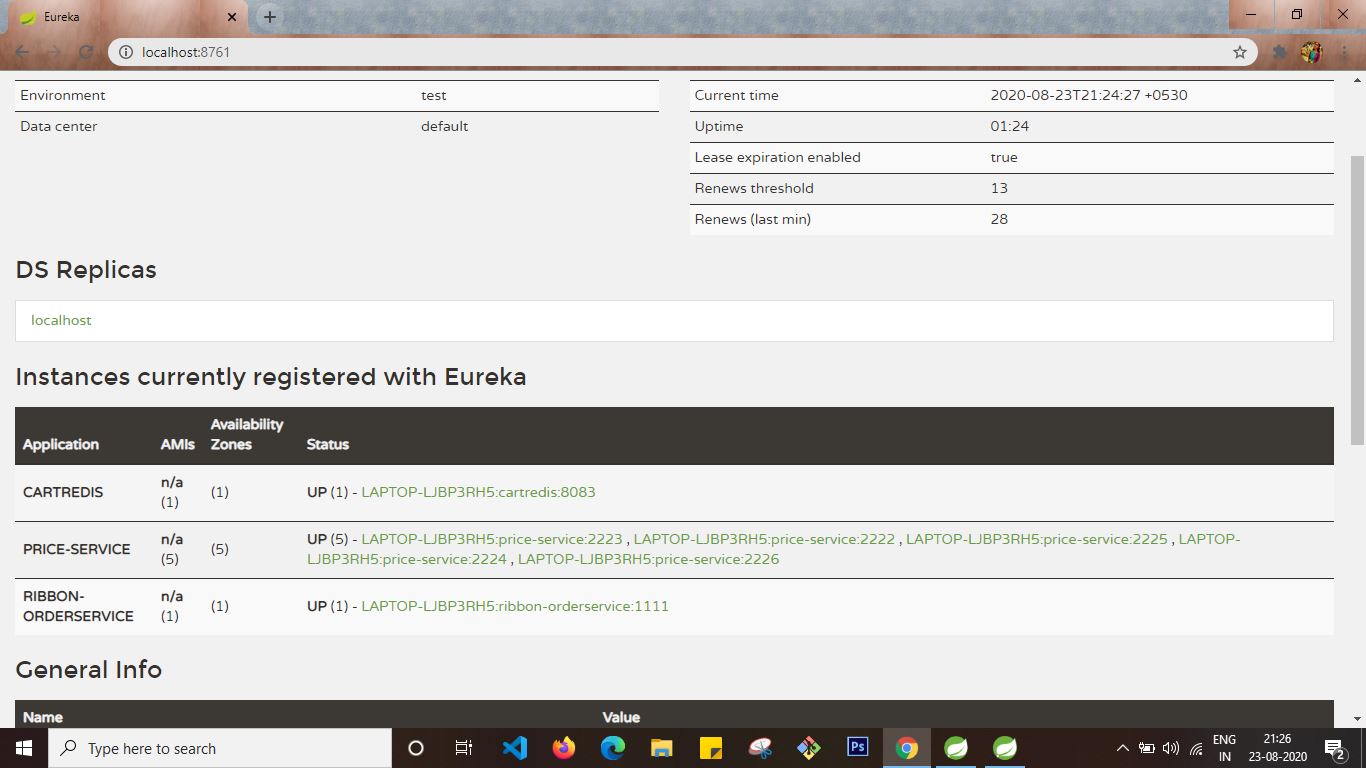 Eureka
localhost:8761
Environment test
Data center default
Current time 2020-08-23T21:24:27 +0530
Uptime 01:24
Lease expiration enabled true
Renews threshold 13
Renews (last min) 28
DS Replicas
localhost
Instances currently registered with Eureka
Application AMIs Availability Zones Status
CARTREDIS n/a (1) (1) UP (1) - LAPTOP-LJBP3RH5:cartredis:8083
PRICE-SERVICE n/a (5) (5) UP (5) - LAPTOP-LJBP3RH5:price-service:2223 , LAPTOP-LJBP3RH5:price-service:2222 , LAPTOP-LJBP3RH5:price-service:2225 , LAPTOP-
LJBP3RH5:price-service:2224 , LAPTOP-LJBP3RH5:price-service:2226
RIBBON-
ORDERSERVICE n/a (1) (1) UP (1) - LAPTOP-LJBP3RH5:ribbon-orderservice:1111
General Info
Name Value
Type here to search
Ps
ENG
IN
21:26
23-08-2020
2